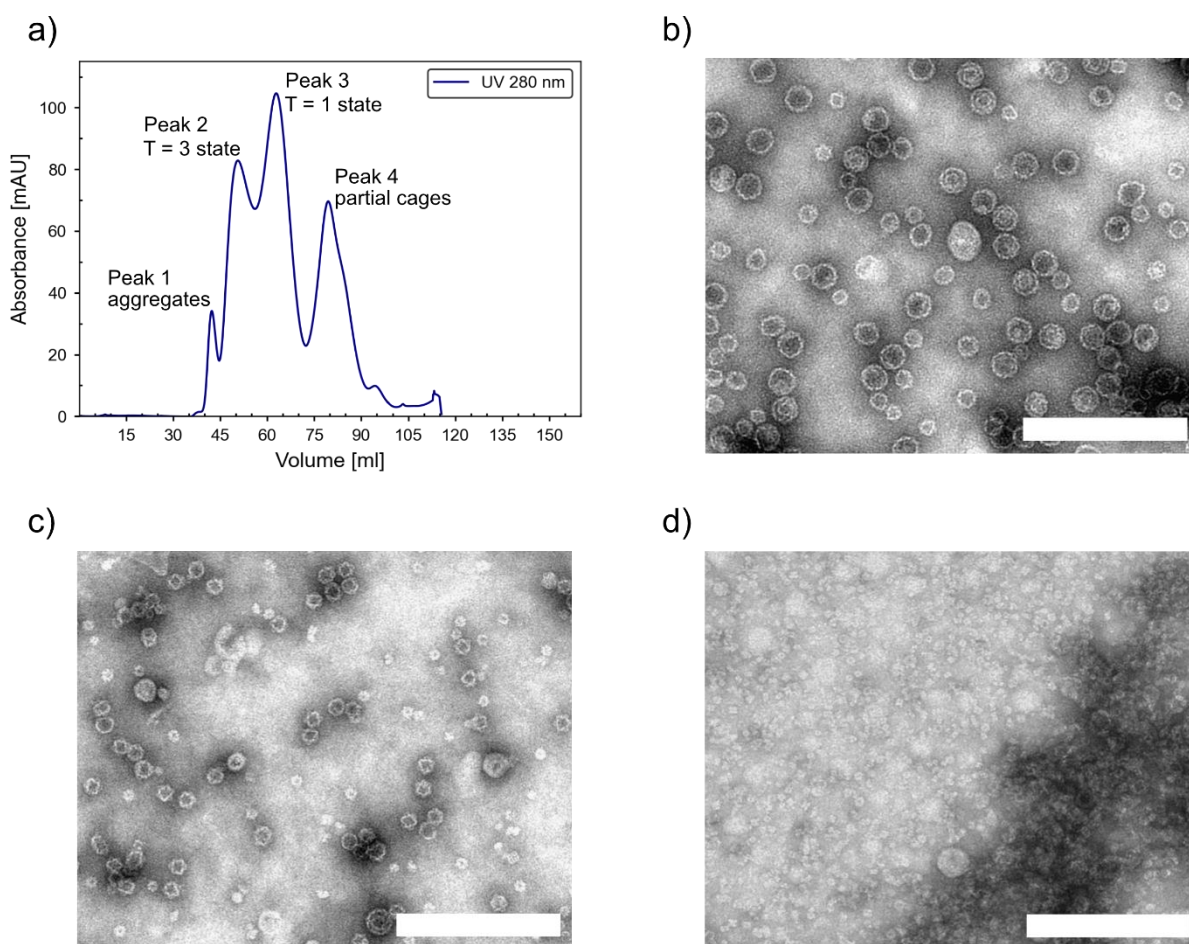 a)
Peak 3
T = 1 state
UV 280 nm
Peak 2
T = 3 state
Peak 4
partial cages
Peak 1
aggregates
Absorbance [mAU]
100
80
60
40
20
0
15 30 45 60 75 90 105 120 135 150
Volume [ml]
b)
c)
d)